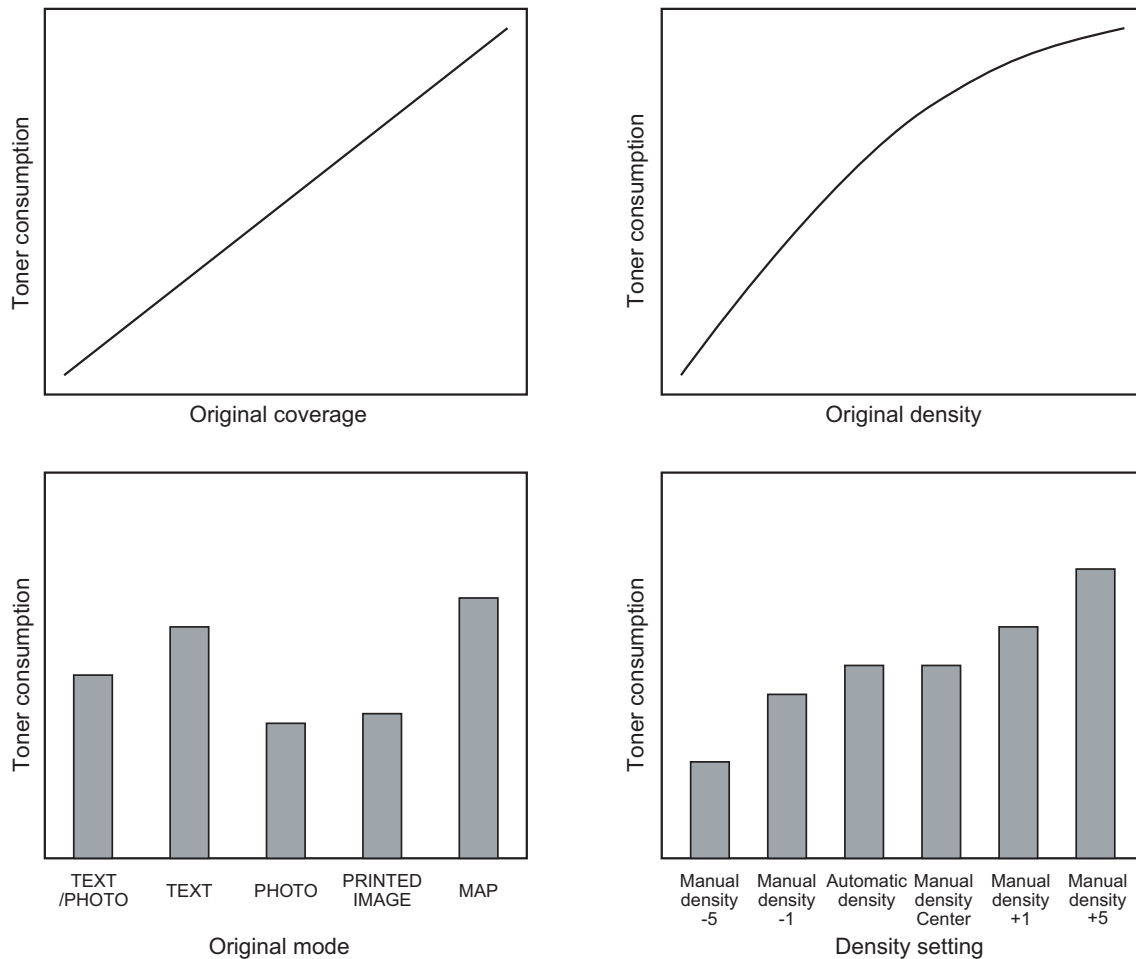 Toner consumption
Original coverage
Toner consumption
Original density
Toner consumption
TEXT
/PHOTO
TEXT
PHOTO
PRINTED
IMAGE
MAP
Original mode
Toner consumption
Manual
density
-5
Manual
density
-1
Automatic
density
Manual
density
Center
Manual
density
+1
Manual
density
+5
Density setting